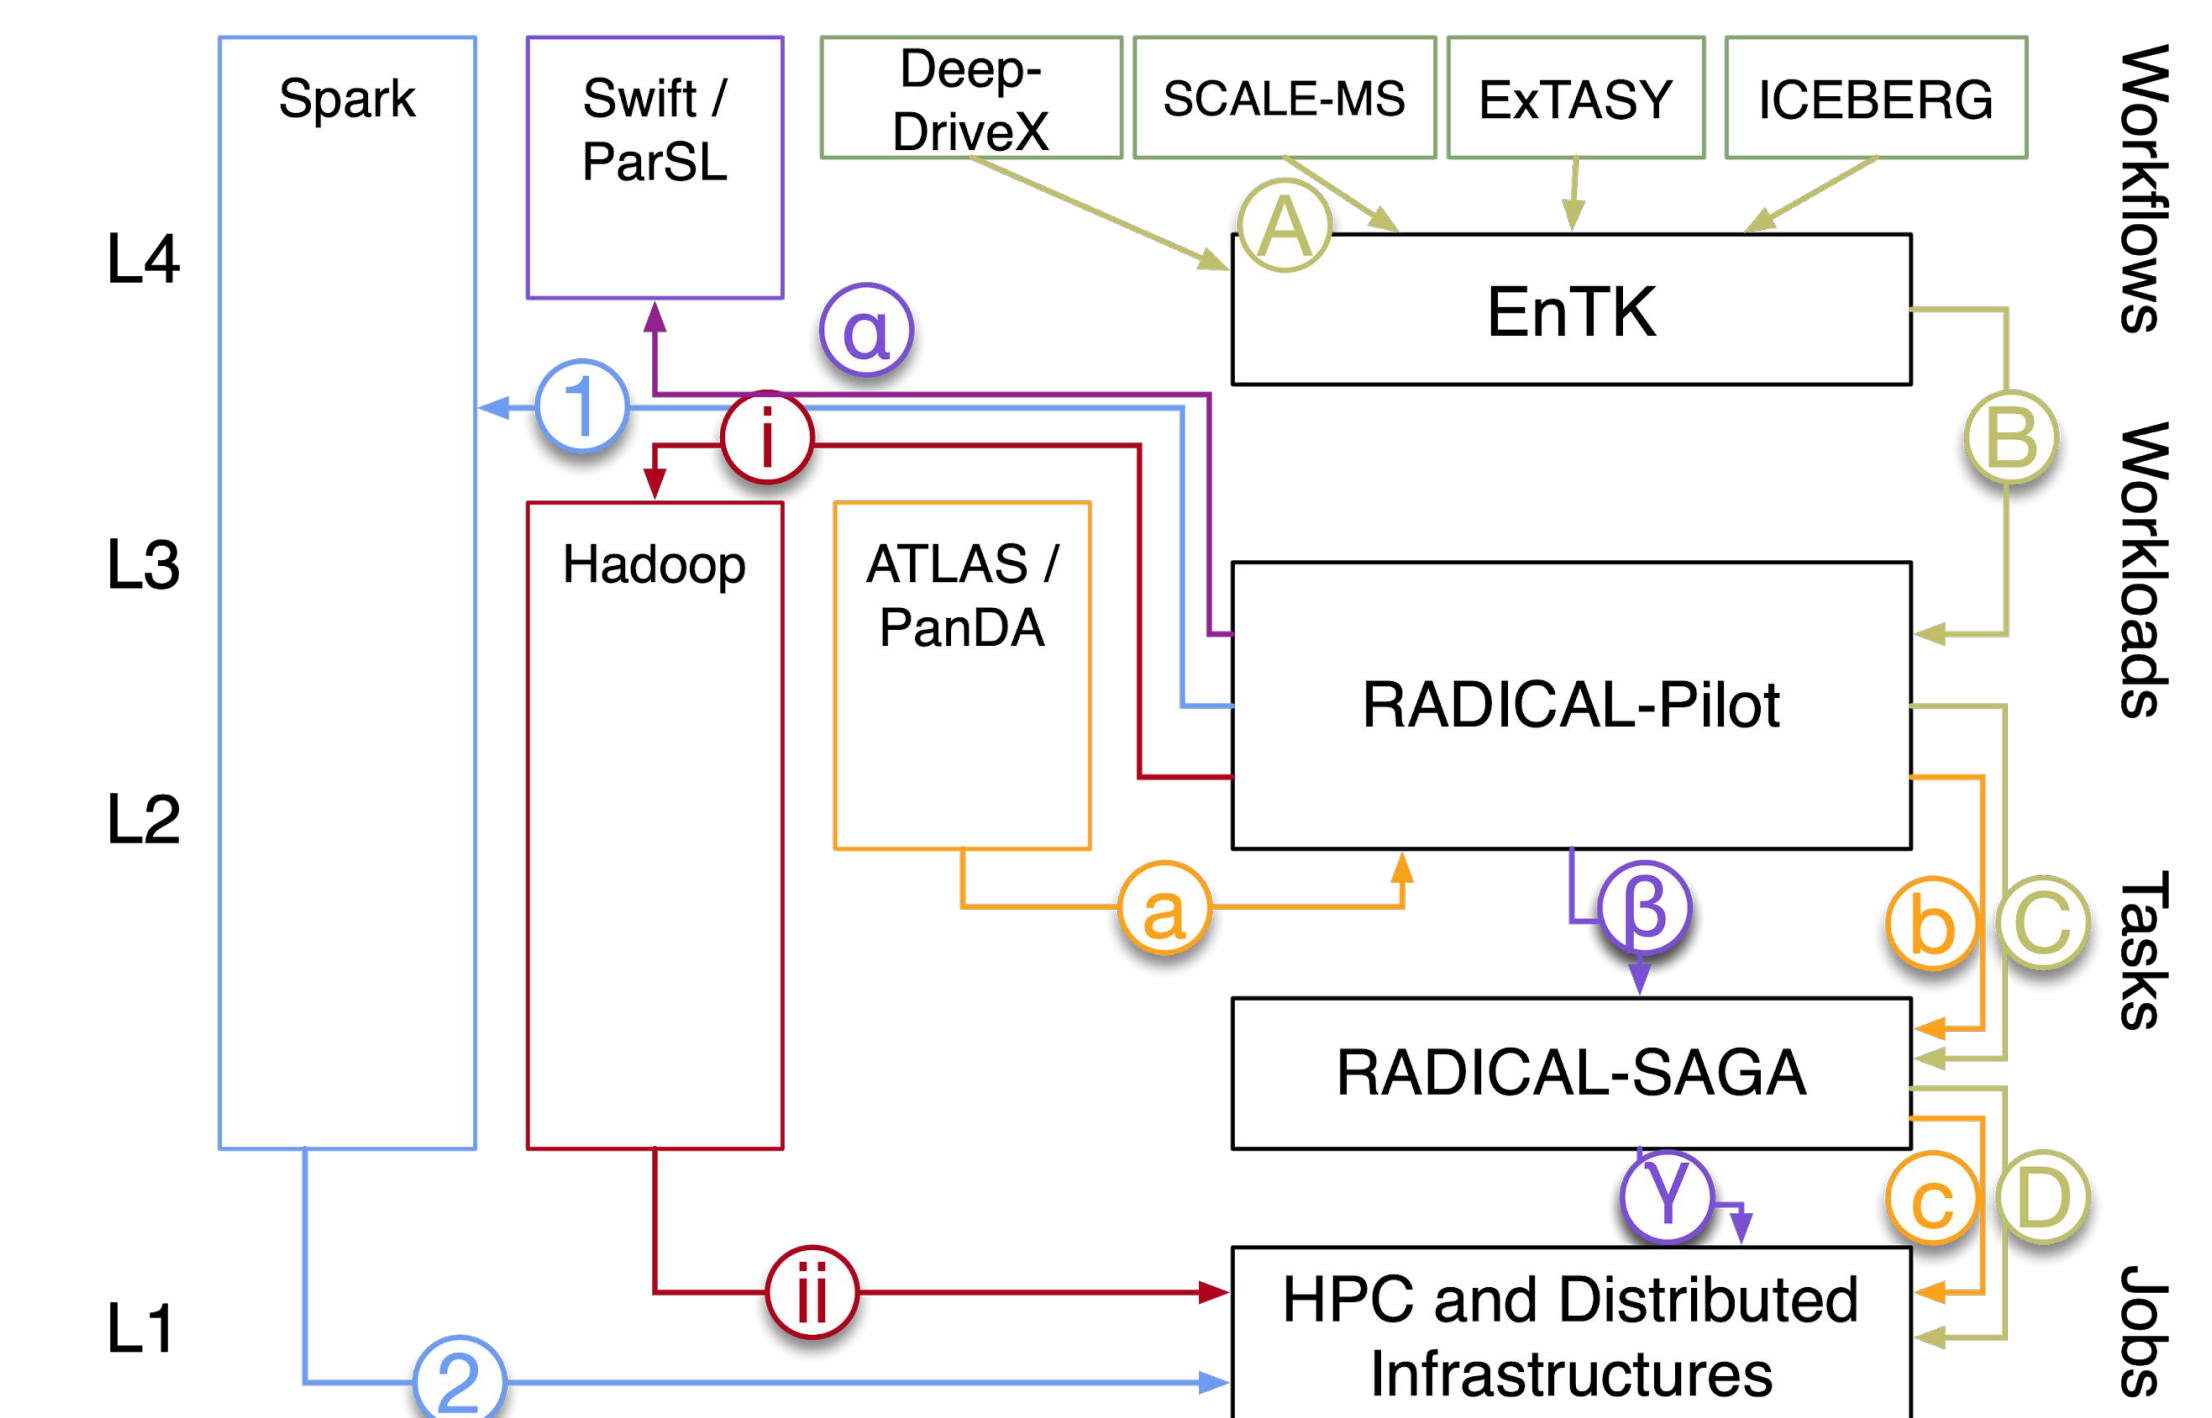 Spark
Swift /
ParSL
Deep-
DriveX
SCALE-MS
ExTASY
ICEBERG
Workflows
L4
A
EnTK
α
1
i
B
Workloads
L3
Hadoop
ATLAS /
PanDA
RADICAL-Pilot
L2
a
β
b
C
Tasks
RADICAL-SAGA
γ
c
D
L1
ii
HPC and Distributed
Infrastructures
Jobs
2